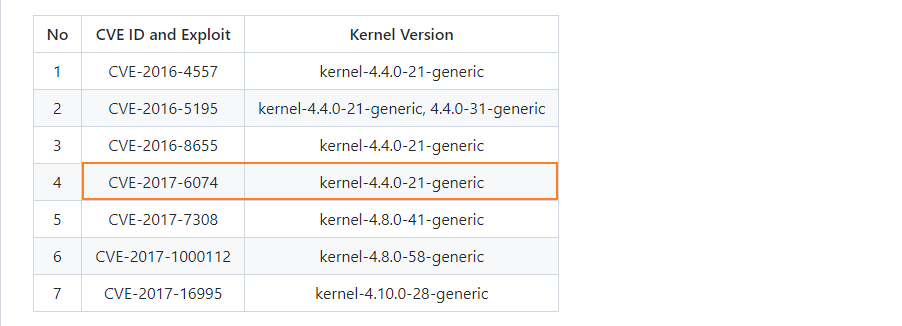 No CVE ID and Exploit Kernel Version
1 CVE-2016-4557 kernel-4.4.0-21-generic
2 CVE-2016-5195 kernel-4.4.0-21-generic, 4.4.0-31-generic
3 CVE-2016-8655 kernel-4.4.0-21-generic
4 CVE-2017-6074 kernel-4.4.0-21-generic
5 CVE-2017-7308 kernel-4.8.0-41-generic
6 CVE-2017-1000112 kernel-4.8.0-58-generic
7 CVE-2017-16995 kernel-4.10.0-28-generic